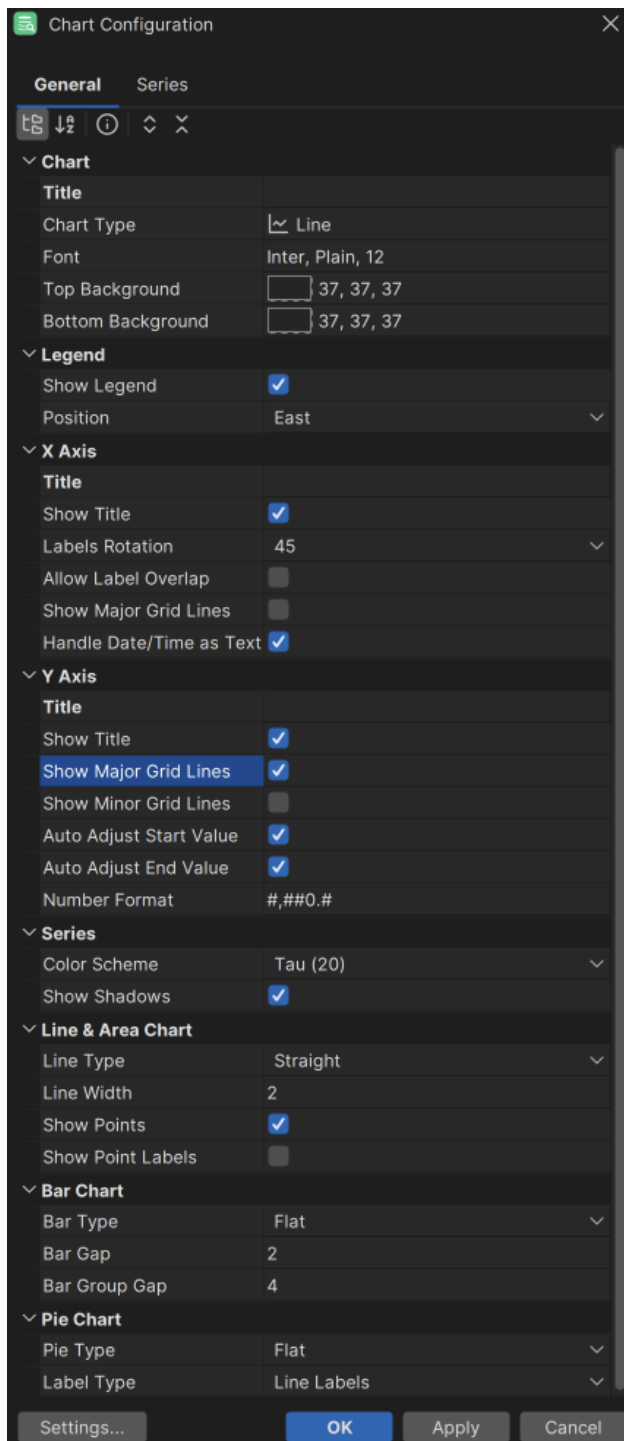 Chart Configuration
General Series
Chart
Title
Chart Type Line
Font Inter, Plain, 12
Top Background 37, 37, 37
Bottom Background 37, 37, 37
Legend
Show Legend
Position East
X Axis
Title
Show Title
Labels Rotation 45
Allow Label Overlap
Show Major Grid Lines
Handle Date/Time as Text
Y Axis
Title
Show Title
Show Major Grid Lines
Show Minor Grid Lines
Auto Adjust Start Value
Auto Adjust End Value
Number Format #,##0.#
Series
Color Scheme Tau (20)
Show Shadows
Line & Area Chart
Line Type Straight
Line Width 2
Show Points
Show Point Labels
Bar Chart
Bar Type Flat
Bar Gap 2
Bar Group Gap 4
Pie Chart
Pie Type Flat
Label Type Line Labels
Settings... OK Apply Cancel